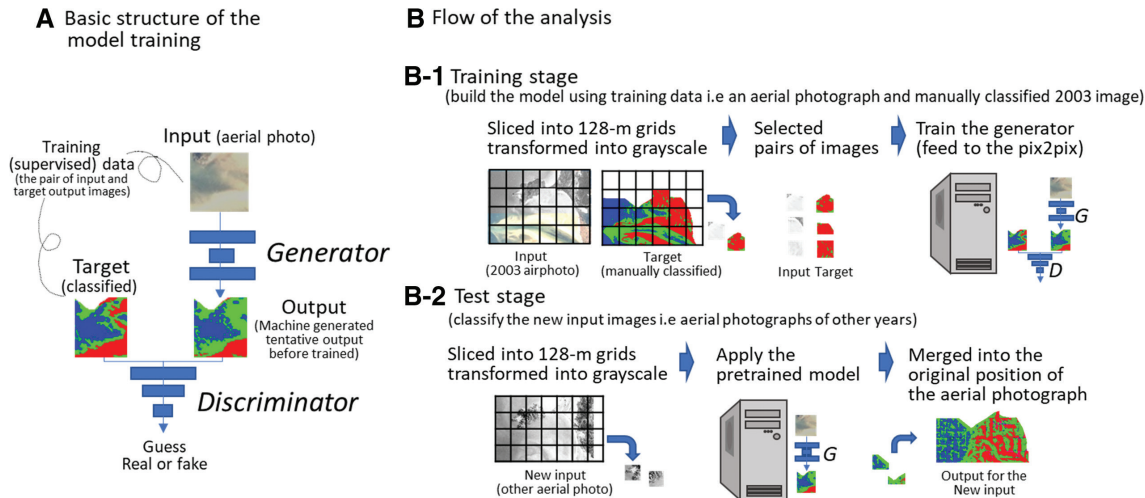 A Basic structure of the
model training
Input (aerial photo)
Training
(supervised) data
(the pair of input and
target output images)
Generator
Target
(classified)
Output
(Machine generated
tentative output
before trained)
Discriminator
Guess
Real or fake
B Flow of the analysis
B-1 Training stage
(build the model using training data i.e an aerial photograph and manually classified 2003 image)
Sliced into 128-m grids
transformed into grayscale
Selected
pairs of images
Train the generator
(feed to the pix2pix)
Input
(2003 airphoto)
Target
(manually classified)
Input Target
G
D
B-2 Test stage
(classify the new input images i.e aerial photographs of other years)
Sliced into 128-m grids
transformed into grayscale
Apply the
pretrained model
Merged into the
original position of
the aerial photograph
New input
(other aerial photo)
G
Output for the
New input